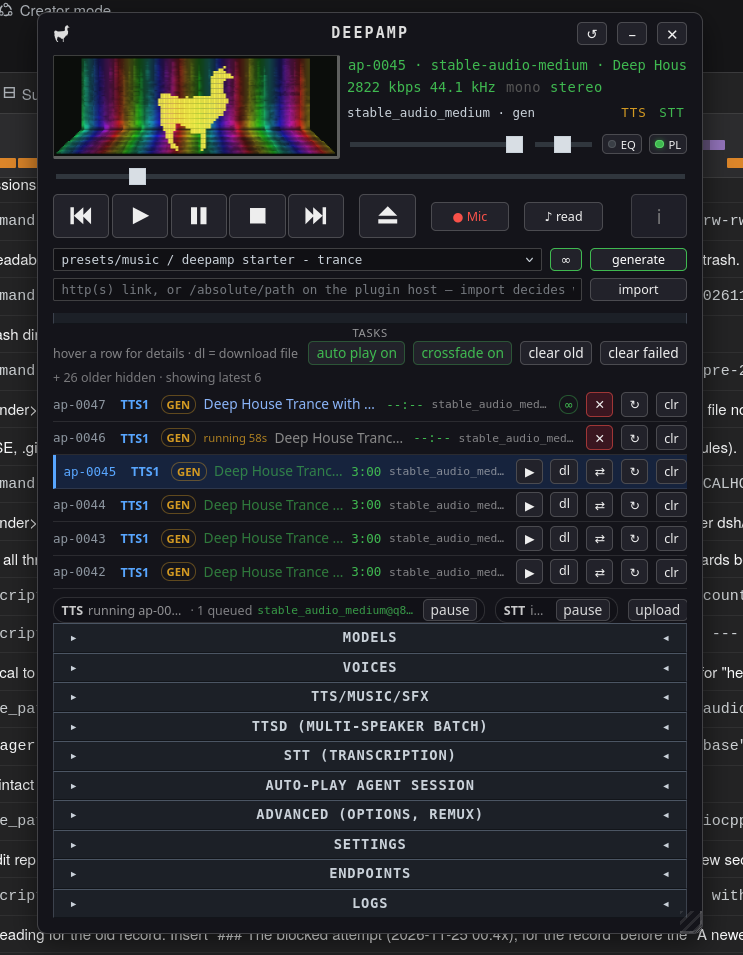 Creator mode
DEEPAMP
ap-0045 · stable-audio-medium · Deep Hous
2822 kbps 44.1 kHz mono stereo
stable_audio_medium · gen TTS STT
EQ PL
Mic ♪ read i
presets/music / deepamp starter - trance ∞ generate
http(s) link, or /absolute/path on the plugin host — import decides import
TASKS
hover a row for details · dl = download file auto play on crossfade on clear old clear failed
+ 26 older hidden · showing latest 6
ap-0047 TTS1 GEN Deep House Trance with ... --:-- stable_audio_med… ∞ ✕ ↻ clr
ap-0046 TTS1 GEN running 58s Deep House Tranc... --:-- stable_audio_med… ✕ ↻ clr
ap-0045 TTS1 GEN Deep House Tranc... 3:00 stable_audio_med… ▶ dl ⇄ ↻ clr
ap-0044 TTS1 GEN Deep House Trance ... 3:00 stable_audio_med… ▶ dl ⇄ ↻ clr
ap-0043 TTS1 GEN Deep House Trance ... 3:00 stable_audio_med… ▶ dl ⇄ ↻ clr
ap-0042 TTS1 GEN Deep House Trance ... 3:00 stable_audio_med… ▶ dl ⇄ ↻ clr
TTS running ap-00... · 1 queued stable_audio_medium@q8… pause STT i... pause upload
▸ MODELS ◂
▸ VOICES ◂
▸ TTS/MUSIC/SFX ◂
▸ TTSD (MULTI-SPEAKER BATCH) ◂
▸ STT (TRANSCRIPTION) ◂
▸ AUTO-PLAY AGENT SESSION ◂
▸ ADVANCED (OPTIONS, REMUX) ◂
▸ SETTINGS ◂
▸ ENDPOINTS ◂
▸ LOGS ◂
eading for the old record. Insert "### The blocked attempt (2026-11-25 00:4x), for the record" before the "A newe